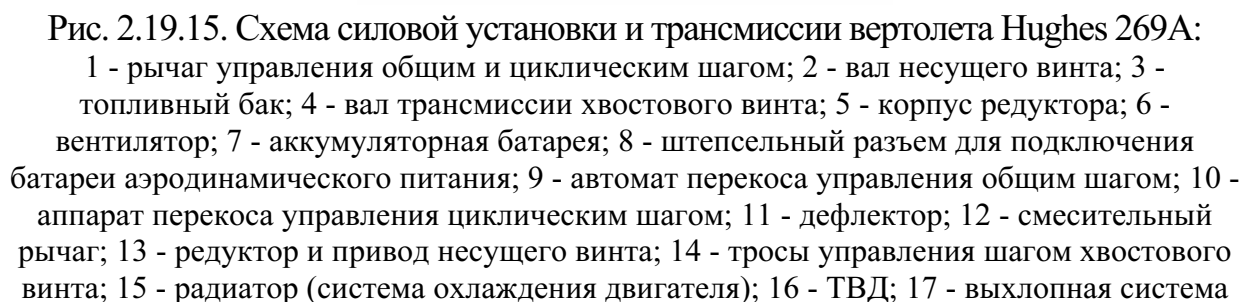 Рис. 2.19.15. Схема силовой установки и трансмиссии вертолета Hughes 269A:
1 - рычаг управления общим и циклическим шагом; 2 - вал несущего винта; 3 -
топливный бак; 4 - вал трансмиссии хвостового винта; 5 - корпус редуктора; 6 -
вентилятор; 7 - аккумуляторная батарея; 8 - штепсельный разъем для подключения
батареи аэродинамического питания; 9 - автомат перекоса управления общим шагом; 10 -
аппарат перекоса управления циклическим шагом; 11 - дефлектор; 12 - смесительный
рычаг; 13 - редуктор и привод несущего винта; 14 - тросы управления шагом хвостового
винта; 15 - радиатор (система охлаждения двигателя); 16 - ТВД; 17 - выхлопная система